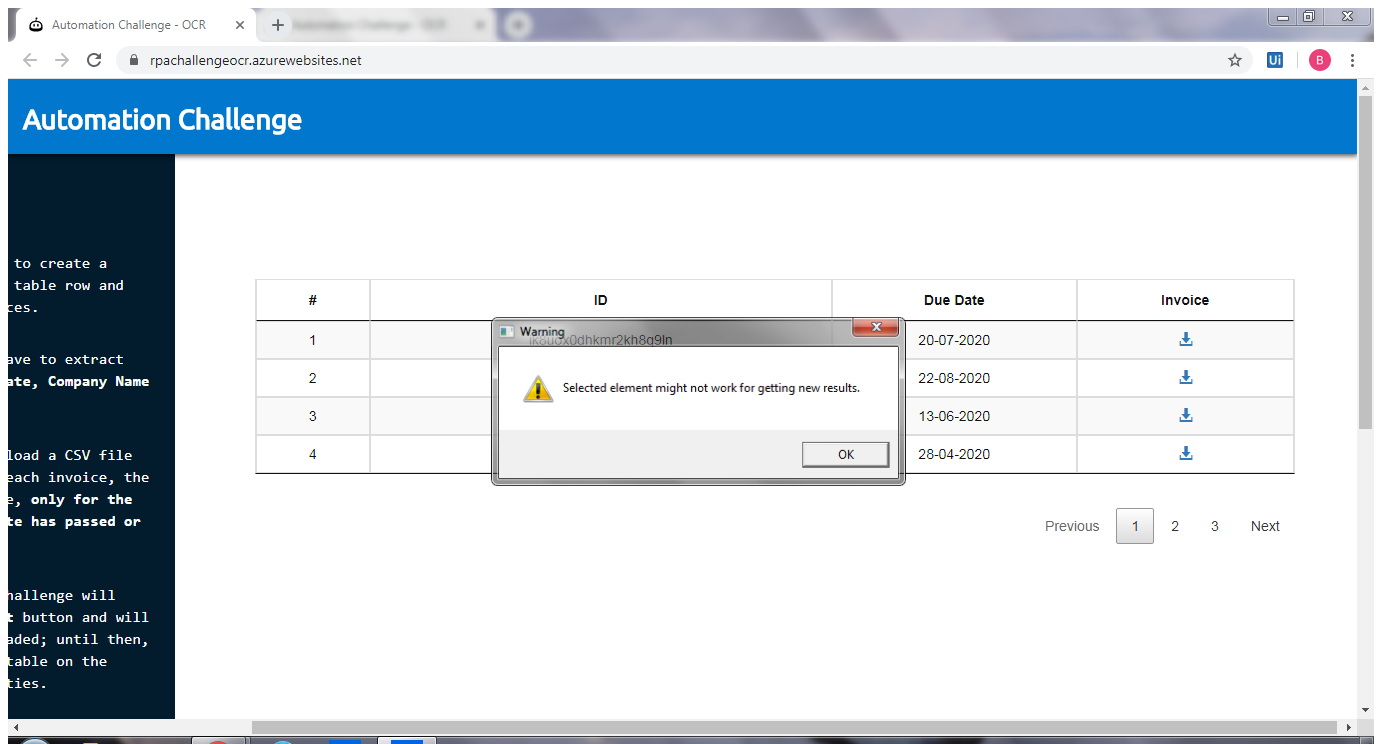 Automation Challenge - OCR
rpachallengeocr.azurewebsites.net
Ui
B
Automation Challenge
to create a
table row and
ces.
ave to extract
ate, Company Name
load a CSV file
each invoice, the
e, only for the
te has passed or
hallenge will
t button and will
aded; until then,
table on the
ties.
# ID Due Date Invoice
1 20-07-2020
2 22-08-2020
3 13-06-2020
4 28-04-2020
Warning
Selected element might not work for getting new results.
OK
Previous 1 2 3 Next